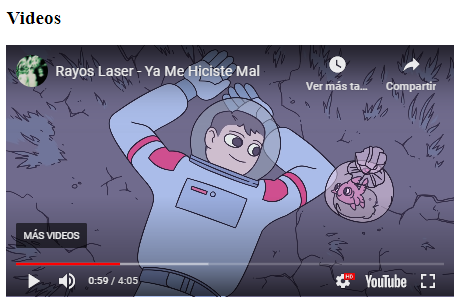 Videos
Rayos Laser - Ya Me Hiciste Mal
Ver más ta...
Compartir
MÁS VIDEOS
0:59 / 4:05
HD
YouTube